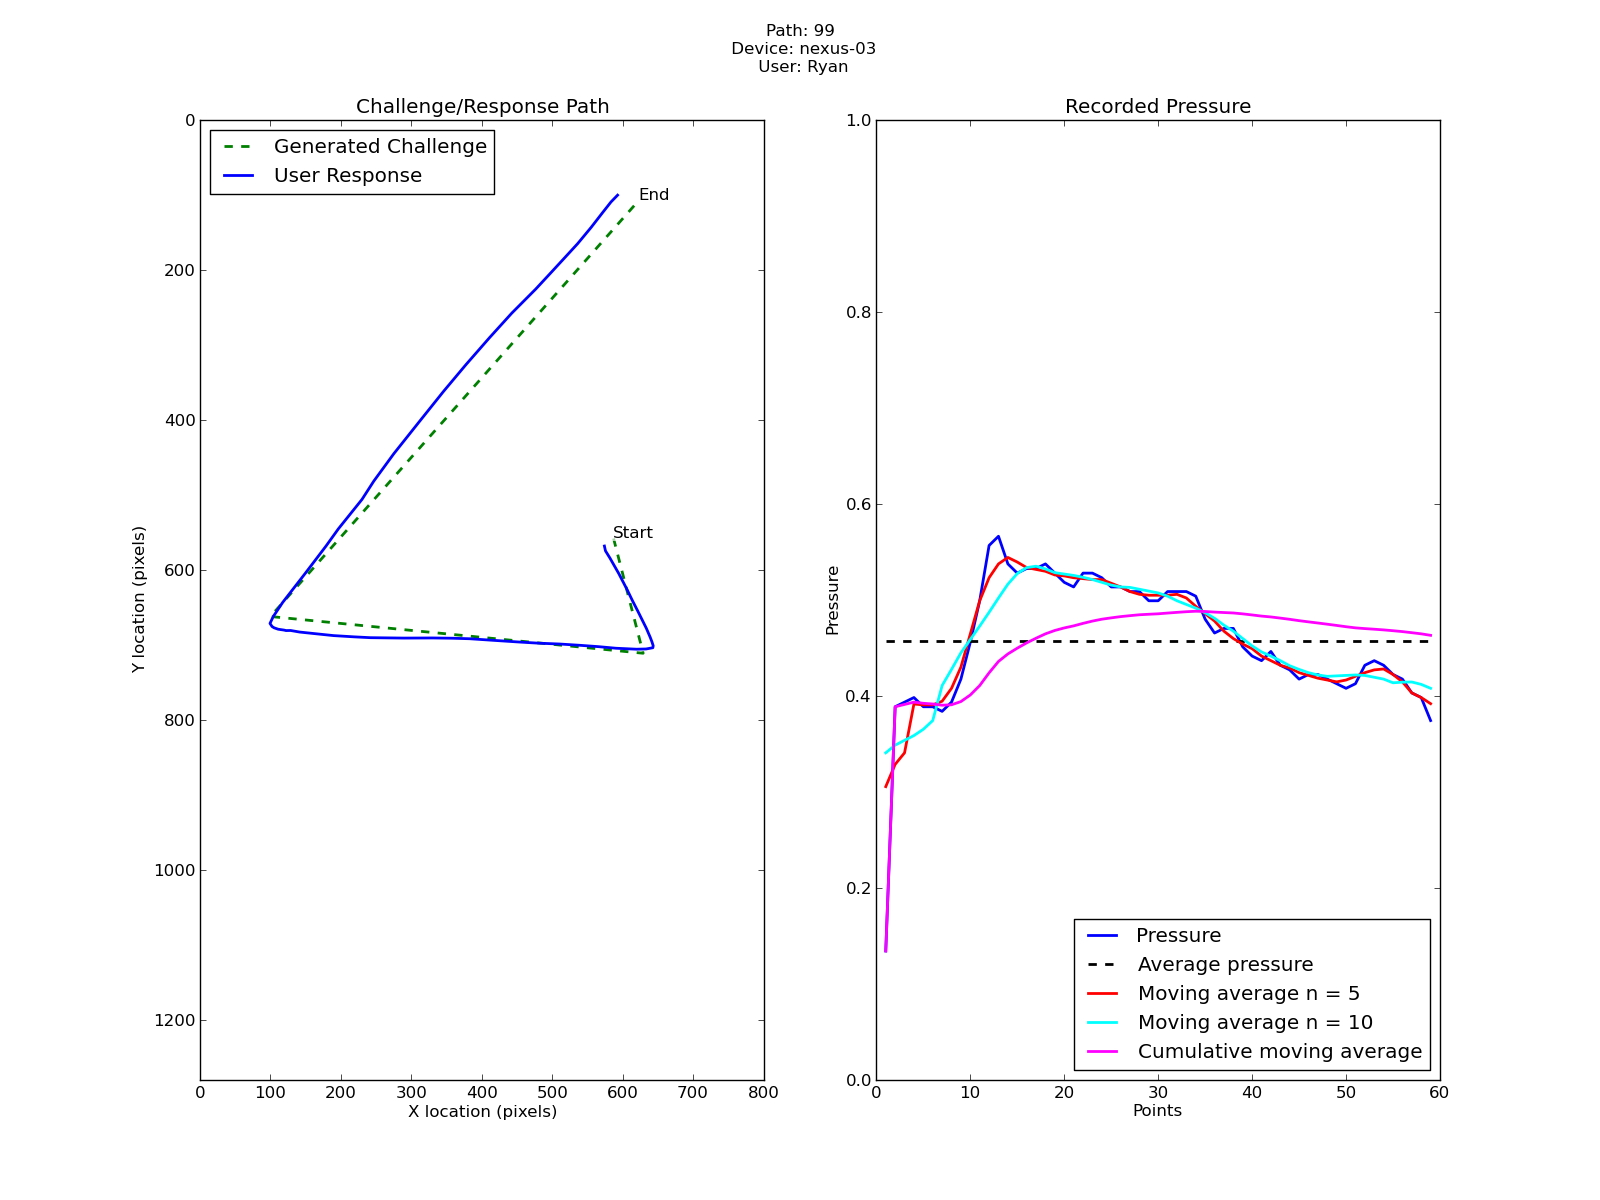 Path: 99
Device: nexus-03
User: Ryan
Challenge/Response Path
Generated Challenge
User Response
End
Start
0
200
400
600
800
1000
1200
Y location (pixels)
0 100 200 300 400 500 600 700 800
X location (pixels)
Recorded Pressure
1.0
0.8
0.6
0.4
0.2
0.0
Pressure
Pressure
Average pressure
Moving average n = 5
Moving average n = 10
Cumulative moving average
0 10 20 30 40 50 60
Points